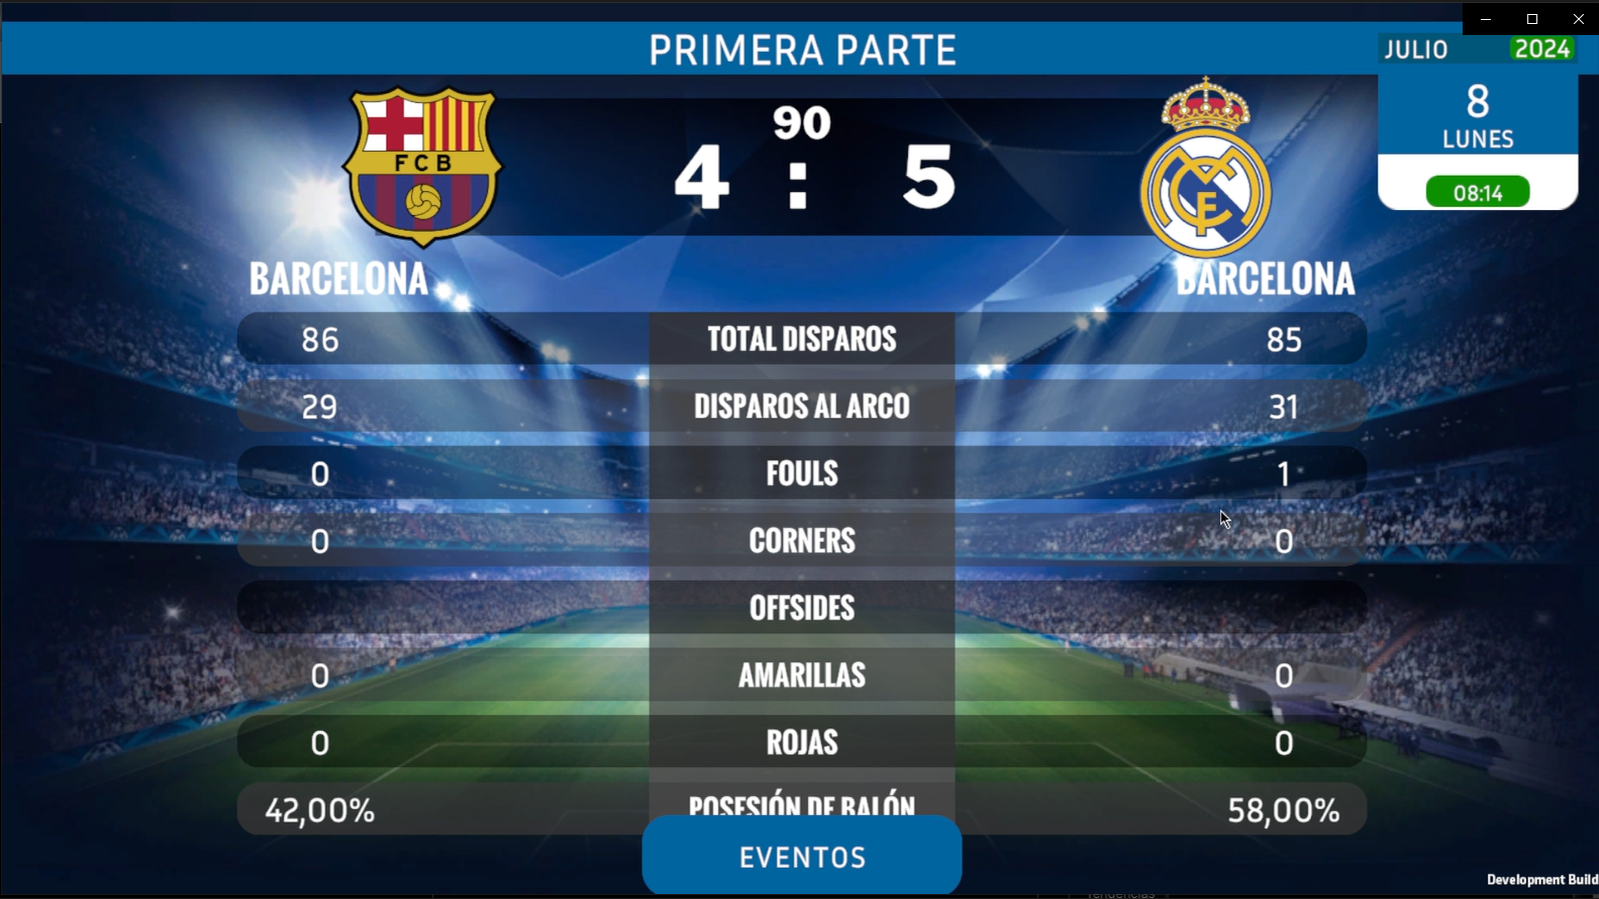 PRIMERA PARTE
JULIO 2024
8
LUNES
08:14
90
4 : 5
FCB
BARCELONA BARCELONA
86 TOTAL DISPAROS 85
29 DISPAROS AL ARCO 31
0 FOULS 1
0 CORNERS 0
OFFSIDES
0 AMARILLAS 0
0 ROJAS 0
42,00% POSESIÓN DE BALÓN 58,00%
EVENTOS
Development Build
Tendencias